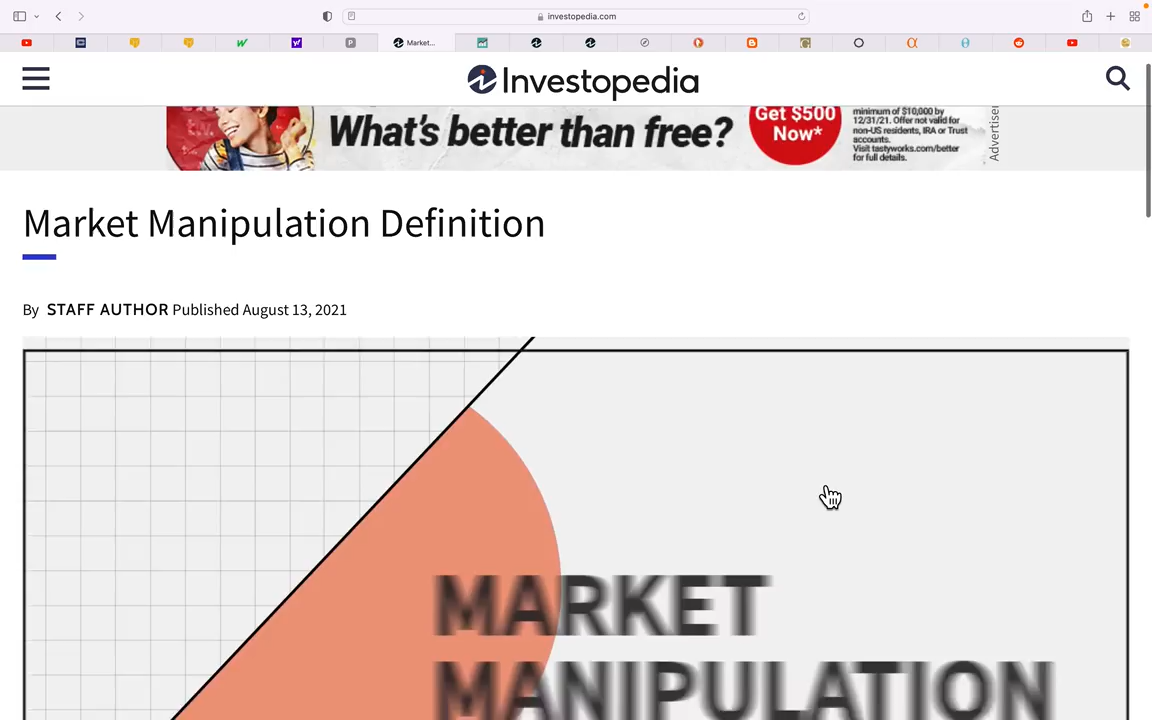 investopedia.com
Market...
Investopedia
What's better than free?
Get $500
Now*
minimum of $10,000 by
12/31/21. Offer not valid for
non-US residents, IRA or Trust
accounts.
Visit tastyworks.com/better
for full details.
Market Manipulation Definition
By STAFF AUTHOR Published August 13, 2021
MARKET
MANIPULATION